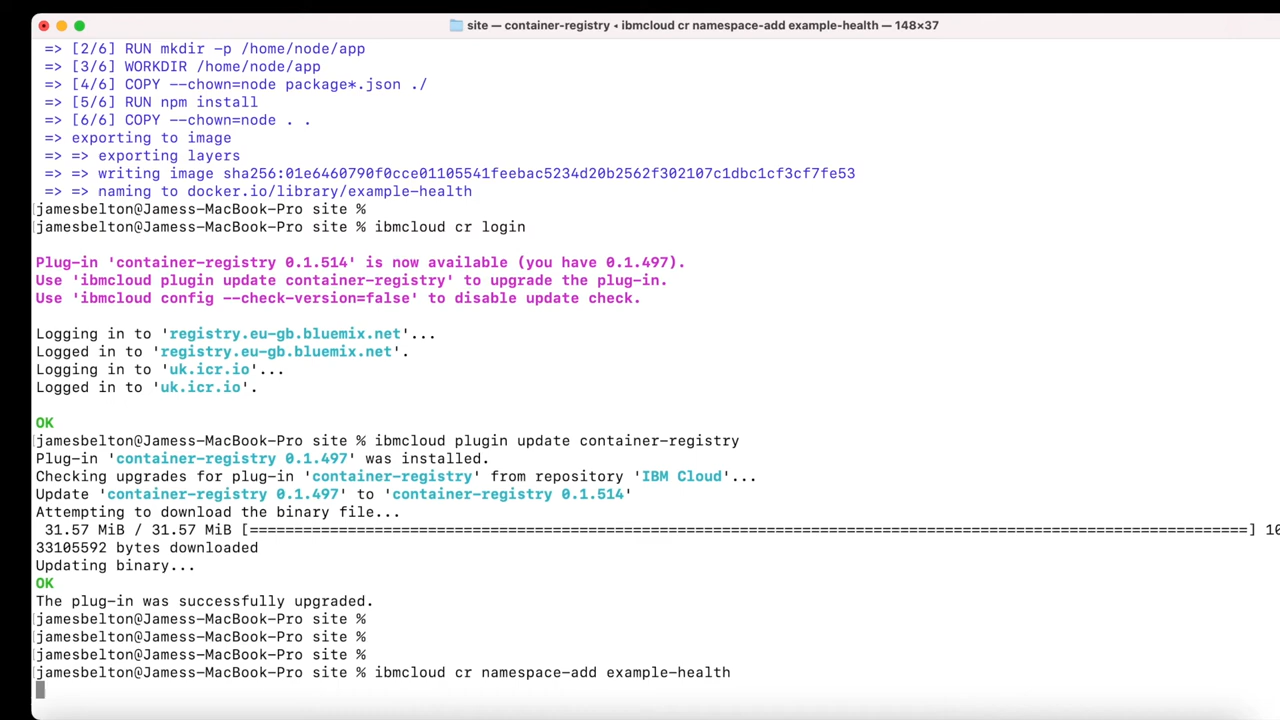 site — container-registry ‹ ibmcloud cr namespace-add example-health — 148×37
=> [2/6] RUN mkdir -p /home/node/app
=> [3/6] WORKDIR /home/node/app
=> [4/6] COPY --chown=node package*.json ./
=> [5/6] RUN npm install
=> [6/6] COPY --chown=node . .
=> exporting to image
=> => exporting layers
=> => writing image sha256:01e6460790f0cce01105541feebac5234d20b2562f302107c1dbc1cf3cf7fe53
=> => naming to docker.io/library/example-health
jamesbelton@Jamess-MacBook-Pro site %
jamesbelton@Jamess-MacBook-Pro site % ibmcloud cr login
Plug-in 'container-registry 0.1.514' is now available (you have 0.1.497).
Use 'ibmcloud plugin update container-registry' to upgrade the plug-in.
Use 'ibmcloud config --check-version=false' to disable update check.
Logging in to 'registry.eu-gb.bluemix.net'...
Logged in to 'registry.eu-gb.bluemix.net'.
Logging in to 'uk.icr.io'...
Logged in to 'uk.icr.io'.
OK
jamesbelton@Jamess-MacBook-Pro site % ibmcloud plugin update container-registry
Plug-in 'container-registry 0.1.497' was installed.
Checking upgrades for plug-in 'container-registry' from repository 'IBM Cloud'...
Update 'container-registry 0.1.497' to 'container-registry 0.1.514'
Attempting to download the binary file...
31.57 MiB / 31.57 MiB [================================================================================================================] 10
33105592 bytes downloaded
Updating binary...
OK
The plug-in was successfully upgraded.
jamesbelton@Jamess-MacBook-Pro site %
jamesbelton@Jamess-MacBook-Pro site %
jamesbelton@Jamess-MacBook-Pro site %
jamesbelton@Jamess-MacBook-Pro site % ibmcloud cr namespace-add example-health